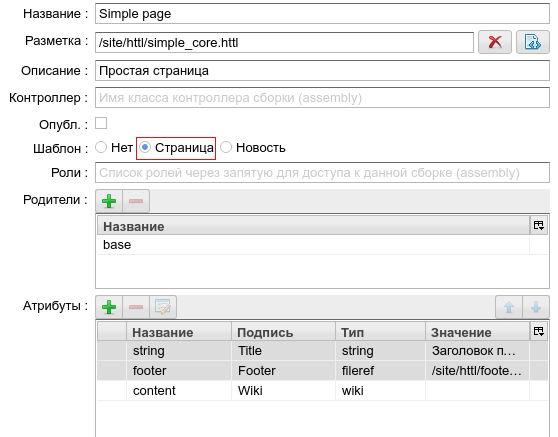 Название : Simple page
Разметка : /site/httl/simple_core.httl
Описание : Простая страница
Контроллер : Имя класса контроллера сборки (assembly)
Опубл. :
Шаблон : Нет Страница Новость
Роли : Список ролей через запятую для доступа к данной сборке (assembly)
Родители :
Название
base
Атрибуты :
Название Подпись Тип Значение
string Title string Заголовок п...
footer Footer fileref /site/httl/foote...
content Wiki wiki